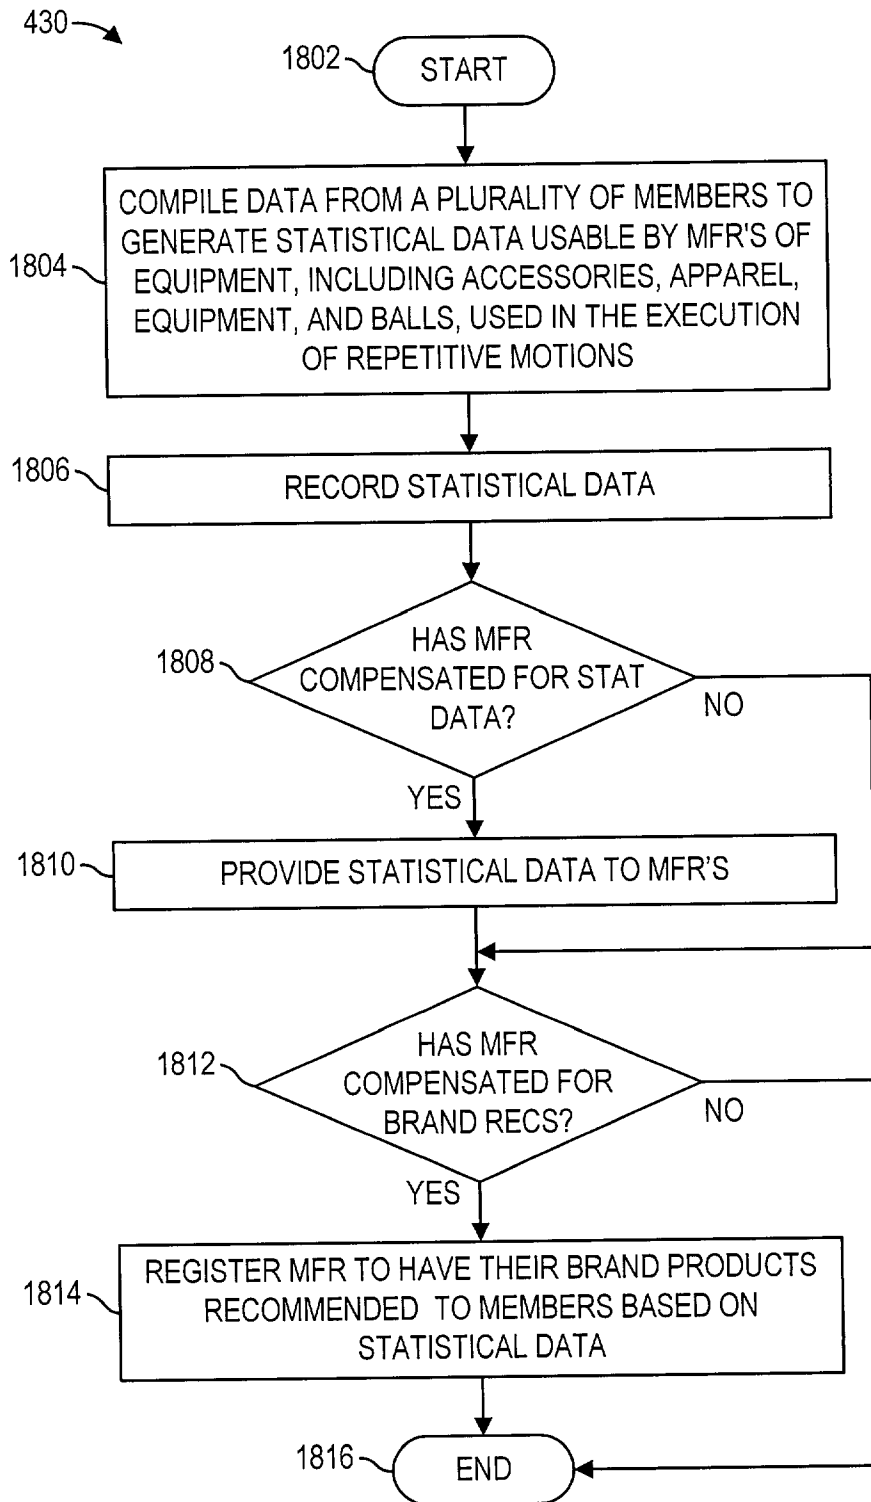 430
1802
START
COMPILE DATA FROM A PLURALITY OF MEMBERS TO
GENERATE STATISTICAL DATA USABLE BY MFR'S OF
1804
EQUIPMENT, INCLUDING ACCESSORIES, APPAREL,
EQUIPMENT, AND BALLS, USED IN THE EXECUTION
OF REPETITIVE MOTIONS
1806
RECORD STATISTICAL DATA
1808
HAS MFR
COMPENSATED FOR STAT
DATA?
NO
YES
1810
PROVIDE STATISTICAL DATA TO MFR'S
1812
HAS MFR
COMPENSATED FOR
BRAND RECS?
NO
YES
1814
REGISTER MFR TO HAVE THEIR BRAND PRODUCTS
RECOMMENDED TO MEMBERS BASED ON
STATISTICAL DATA
1816
END